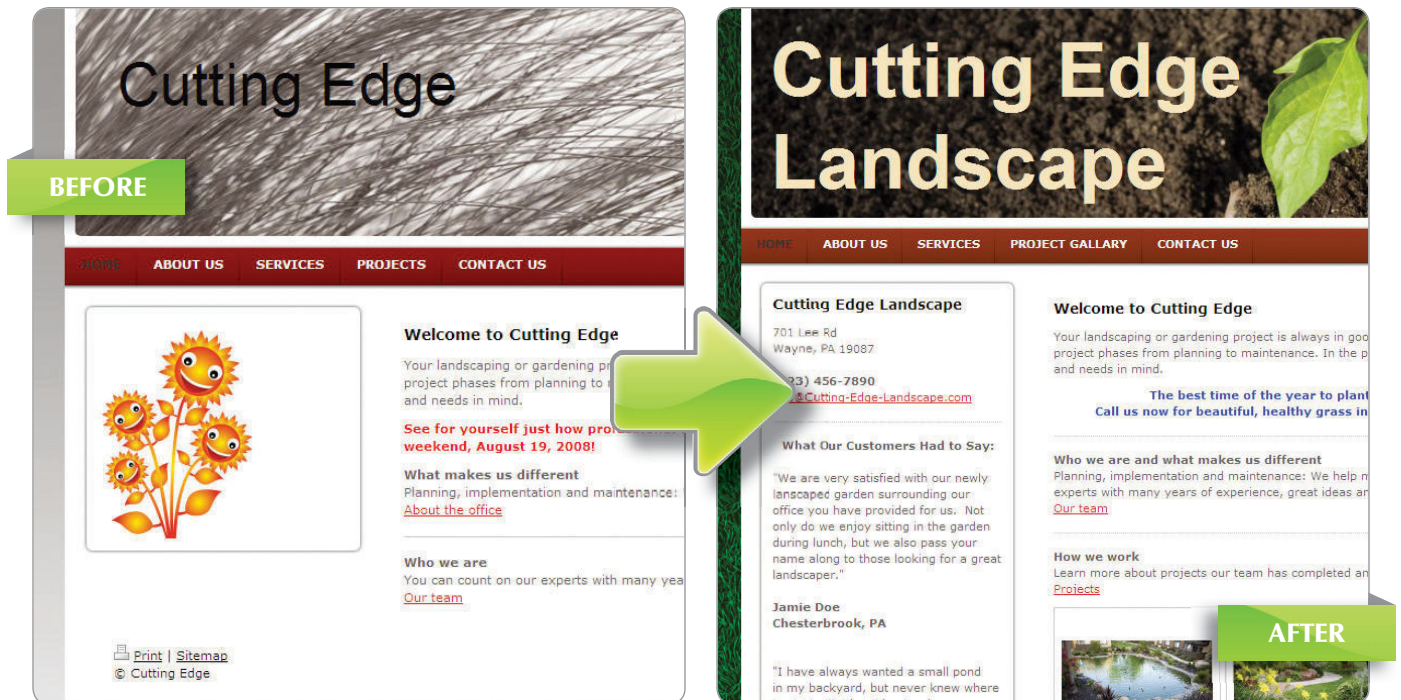 Cutting Edge
BEFORE
HOME ABOUT US SERVICES PROJECTS CONTACT US
Welcome to Cutting Edge
Your landscaping or gardening
project phases from planning to
and needs in mind.
See for yourself just how
weekend, August 19, 2008!
What makes us different
Planning, implementation and maintenance:
About the office
Who we are
You can count on our experts with many
Our team
Print | Sitemap
© Cutting Edge
Cutting Edge
Landscape
HOME ABOUT US SERVICES PROJECT GALLARY CONTACT US
Cutting Edge Landscape
701 Lee Rd
Wayne, PA 19087
456-7890
Cutting-Edge-Landscape.com
What Our Customers Had to Say:
"We are very satisfied with our newly
lanscaped garden surrounding our
office you have provided for us. Not
only do we enjoy sitting in the garden
during lunch, but we also pass your
name along to those looking for a great
landscaper."
Jamie Doe
Chesterbrook, PA
"I have always wanted a small pond
in my backyard, but never knew where
Welcome to Cutting Edge
Your landscaping or gardening project is always in
project phases from planning to maintenance. In the
and needs in mind.
The best time of the year to plant
Call us now for beautiful, healthy grass in
Who we are and what makes us different
Planning, implementation and maintenance: We help
experts with many years of experience, great ideas
Our team
How we work
Learn more about projects our team has completed
Projects
AFTER